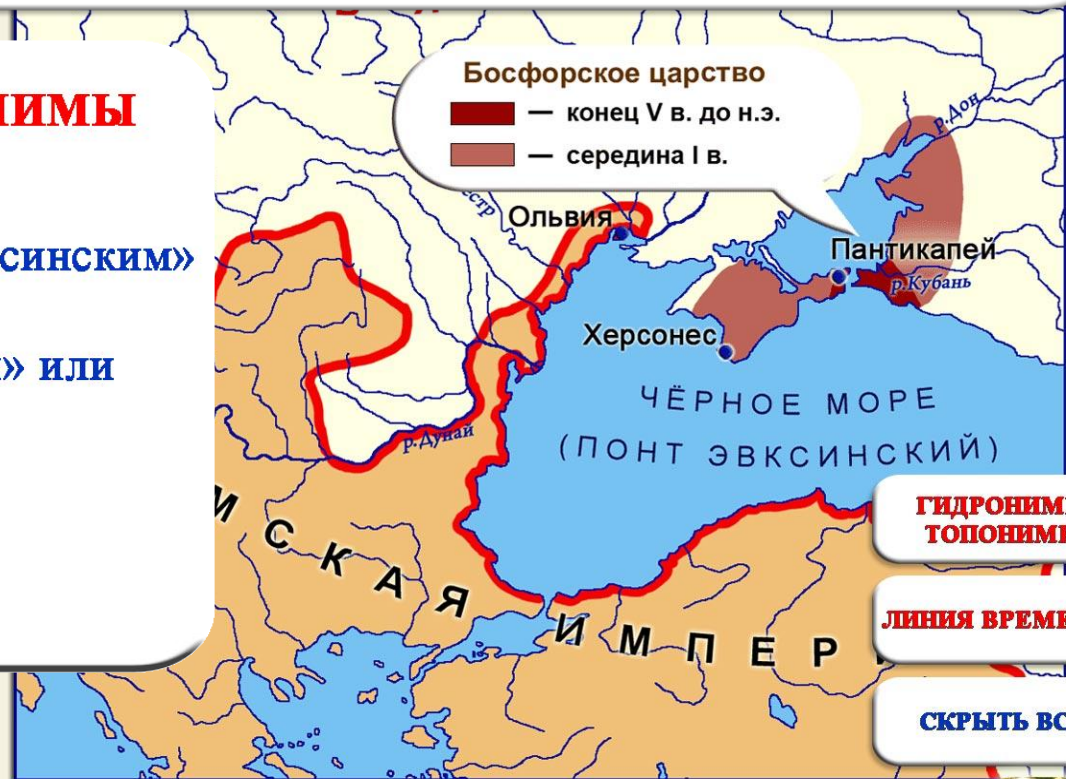 ИМЫ
СИНСКИМ»
» или
Босфорское царство
— конец V в. до н.э.
— середина I в.
р.Дон
Ольвия
Пантикапей
р.Кубань
Херсонес
ЧЁРНОЕ МОРЕ
(ПОНТ ЭВКСИНСКИЙ)
р.Дунай
МСКАЯ ИМПЕР
ГИДРОНИМ
ТОПОНИМ
ЛИНИЯ ВРЕМ
СКРЫТЬ ВС